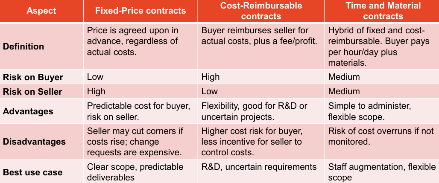 Aspect
Fixed-Price contracts
Cost-Reimbursable
contracts
Time and Material
contracts
Definition
Price is agreed upon in
advance, regardless of
actual costs.
Buyer reimburses seller for
actual costs, plus a fee/profit.
Hybrid of fixed and cost-
reimbursable. Buyer pays
per hour/day plus
materials.
Risk on Buyer
Low
High
Medium
Risk on Seller
High
Low
Medium
Advantages
Predictable cost for buyer,
risk on seller.
Flexibility, good for R&D or
uncertain projects.
Simple to administer,
flexible scope.
Disadvantages
Seller may cut corners if
costs rise; change
requests are expensive.
Higher cost risk for buyer,
less incentive for seller to
control costs.
Risk of cost overruns if not
monitored.
Best use case
Clear scope, predictable
deliverables
R&D, uncertain requirements
Staff augmentation, flexible
scope